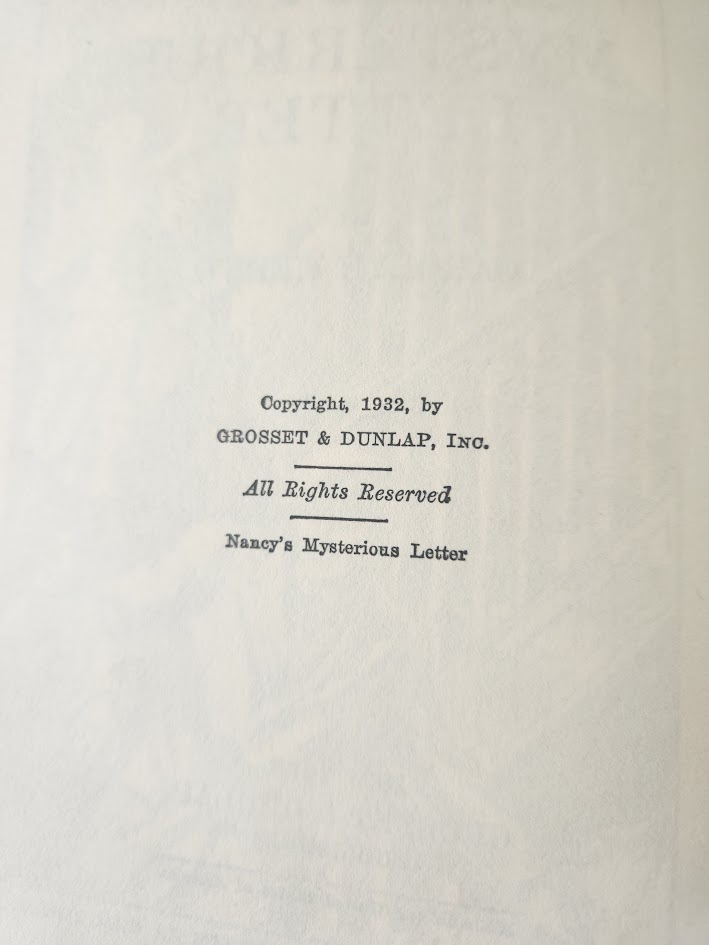 Copyright, 1932, by
GROSSET & DUNLAP, INC.
All Rights Reserved
Nancy's Mysterious Letter